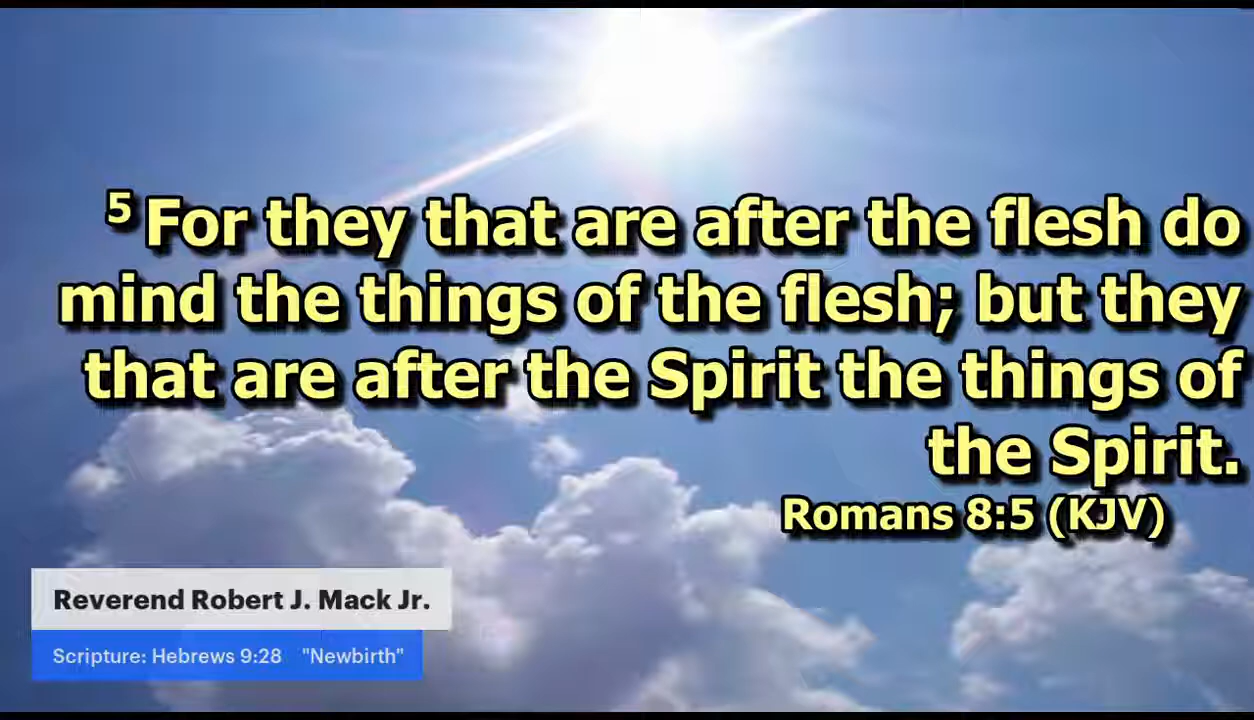 5 For they that are after the flesh do
mind the things of the flesh; but they
that are after the Spirit the things of
the Spirit.
Romans 8:5 (KJV)
Reverend Robert J. Mack Jr.
Scripture: Hebrews 9:28 "Newbirth"